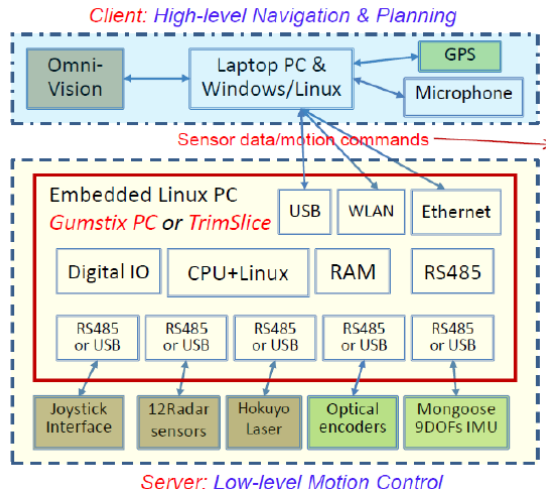 Client: High-level Navigation & Planning
Omni-
Vision
Laptop PC &
Windows/Linux
GPS
Microphone
Sensor data/motion commands
Embedded Linux PC
Gumstix PC or TrimSlice
USB
WLAN
Ethernet
Digital IO
CPU+Linux
RAM
RS485
RS485
or USB
RS485
or USB
RS485
or USB
RS485
or USB
RS485
or USB
Joystick
Interface
12Radar
sensors
Hokuyo
Laser
Optical
encoders
Mongoose
9DOFs IMU
Server: Low-level Motion Control